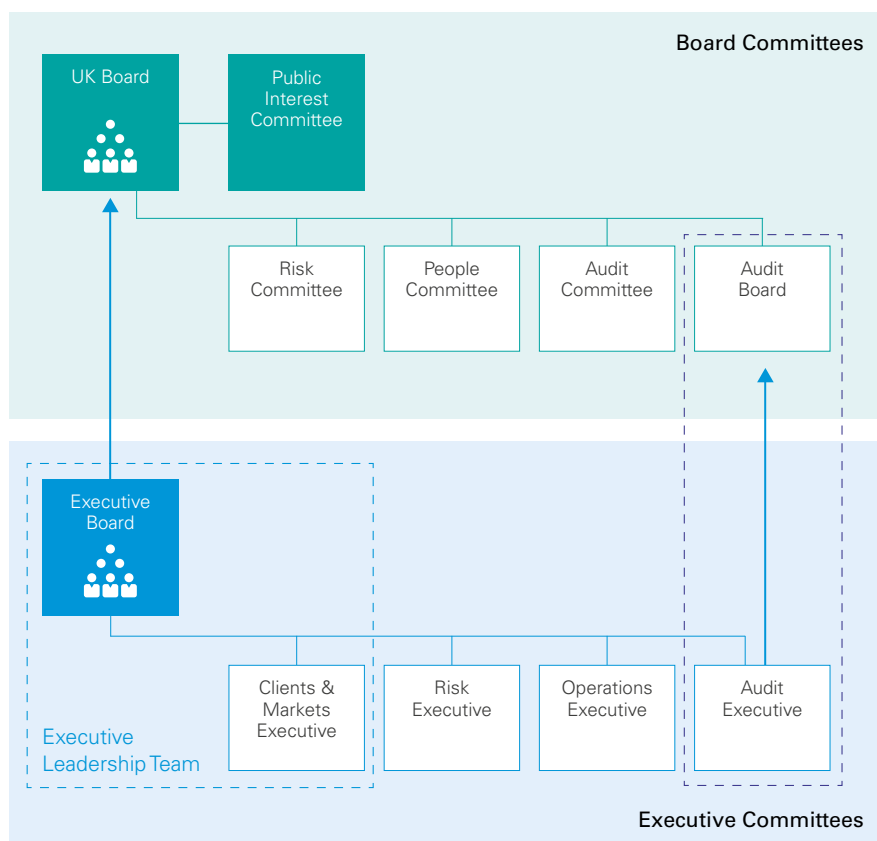 Board Committees
UK Board
Public
Interest
Committee
Risk
Committee
People
Committee
Audit
Committee
Audit
Board
Executive
Board
Clients &
Markets
Executive
Risk
Executive
Operations
Executive
Audit
Executive
Executive
Leadership Team
Executive Committees